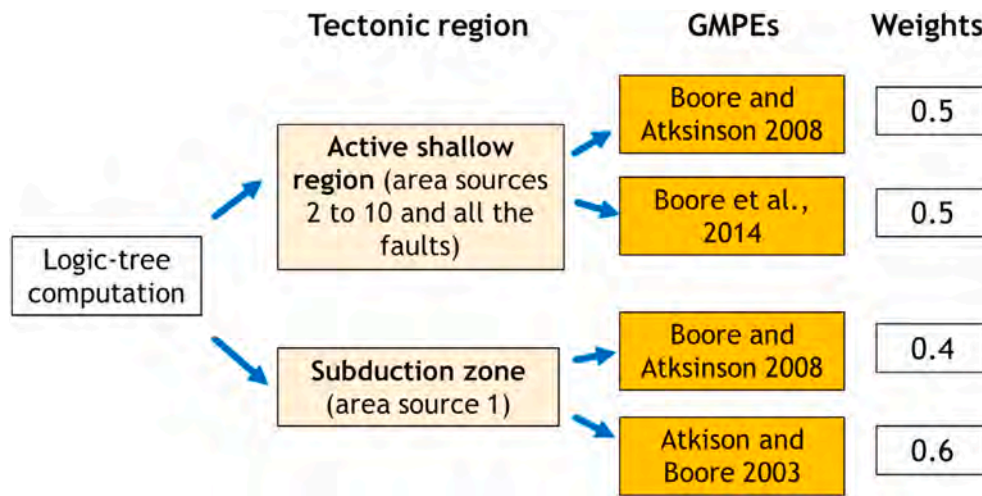 Tectonic region
GMPEs
Weights
Logic-tree
computation
Active shallow
region (area sources
2 to 10 and all the
faults)
Boore and
Atksinson 2008
0.5
Boore et al.,
2014
0.5
Subduction zone
(area source 1)
Boore and
Atksinson 2008
0.4
Atkison and
Boore 2003
0.6